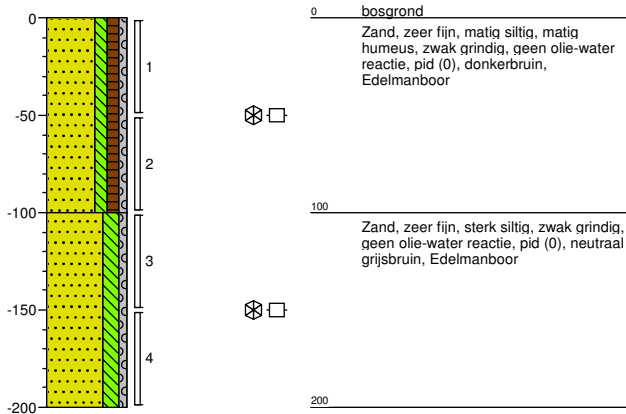 0
0
bosgrond
Zand, zeer fijn, matig siltig, matig
humeus, zwak grindig, geen olie-water
reactie, pid (0), donkerbruin,
Edelmanboor
1
-50
2
-100
100
Zand, zeer fijn, sterk siltig, zwak grindig,
geen olie-water reactie, pid (0), neutraal
grijsbruin, Edelmanboor
3
-150
4
-200
200